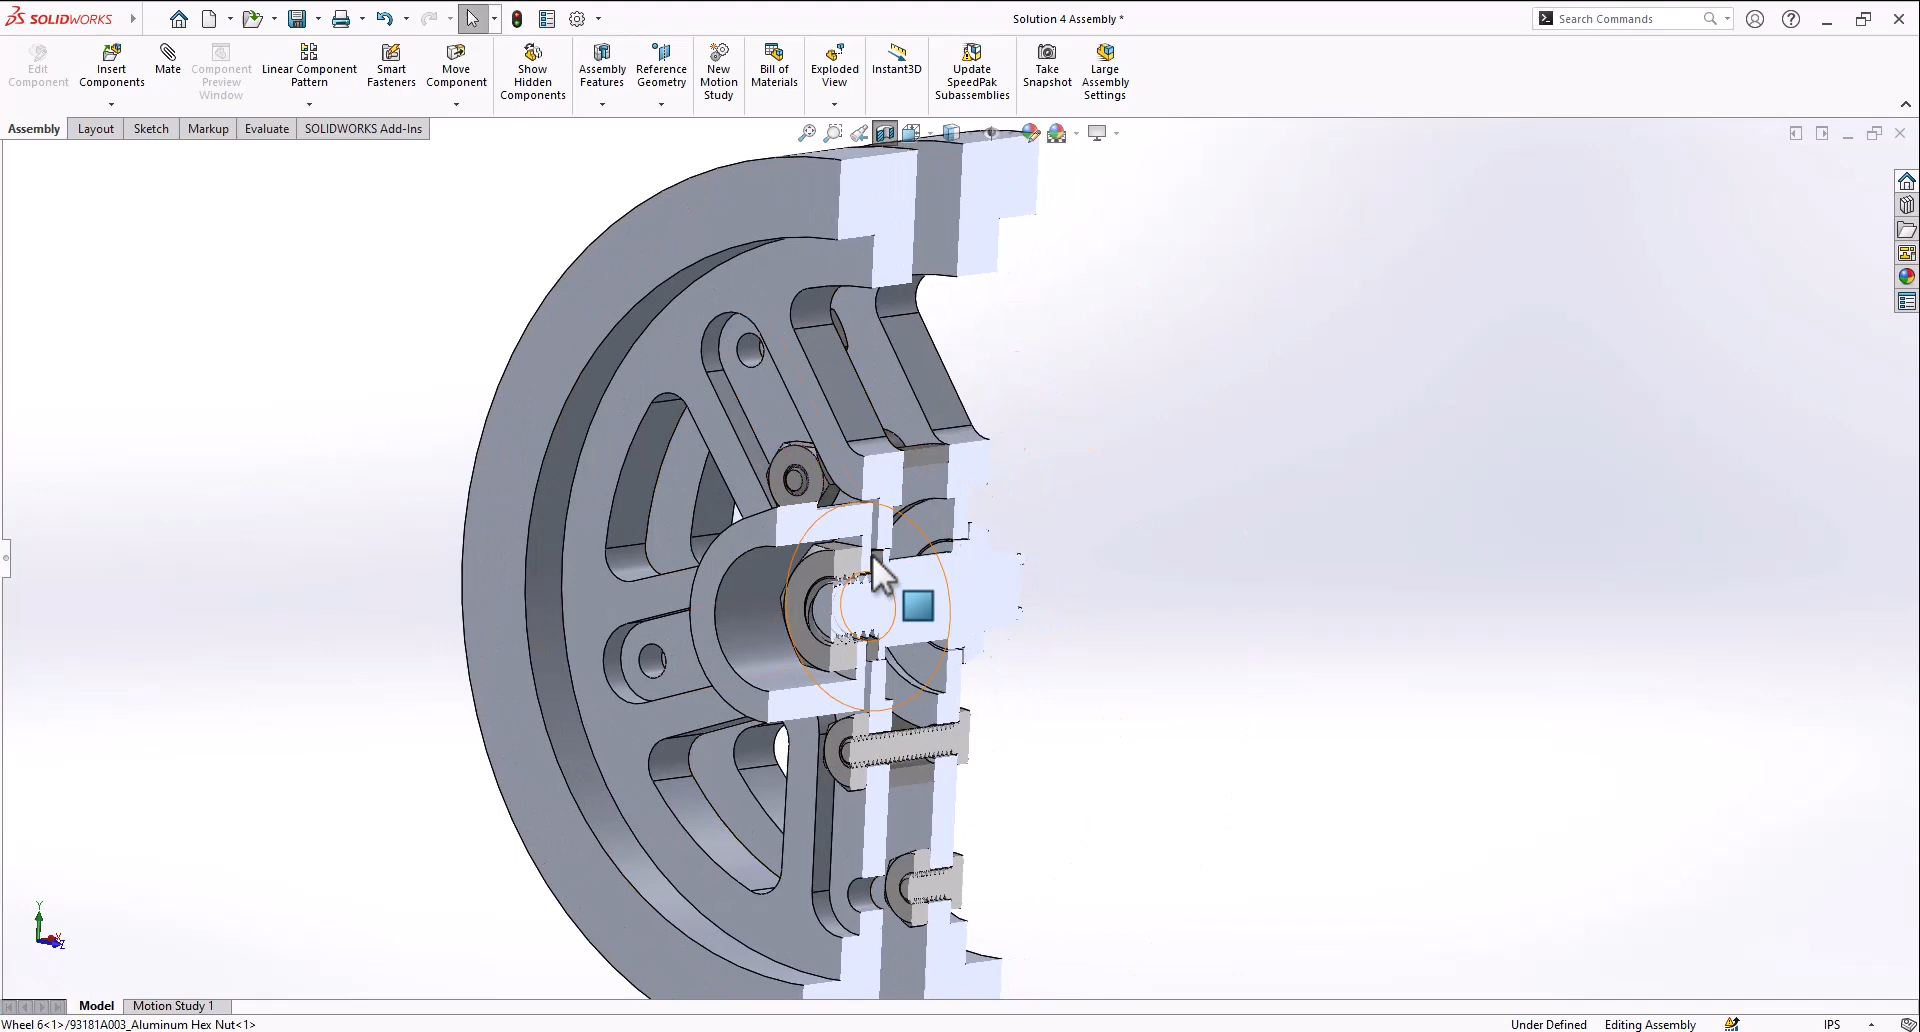 SOLIDWORKS
Solution 4 Assembly *
Search Commands
Edit
Component
Insert
Components
Mate
Component
Preview
Window
Linear Component
Pattern
Smart
Fasteners
Move
Component
Show
Hidden
Components
Assembly
Features
Reference
Geometry
New
Motion
Study
Bill of
Materials
Exploded
View
Instant3D
Update
SpeedPak
Subassemblies
Take
Snapshot
Large
Assembly
Settings
Assembly
Layout
Sketch
Markup
Evaluate
SOLIDWORKS Add-Ins
Y
X
Z
Model
Motion Study 1
Wheel 6<1>/93181A003_Aluminum Hex Nut<1>
Under Defined
Editing Assembly
IPS